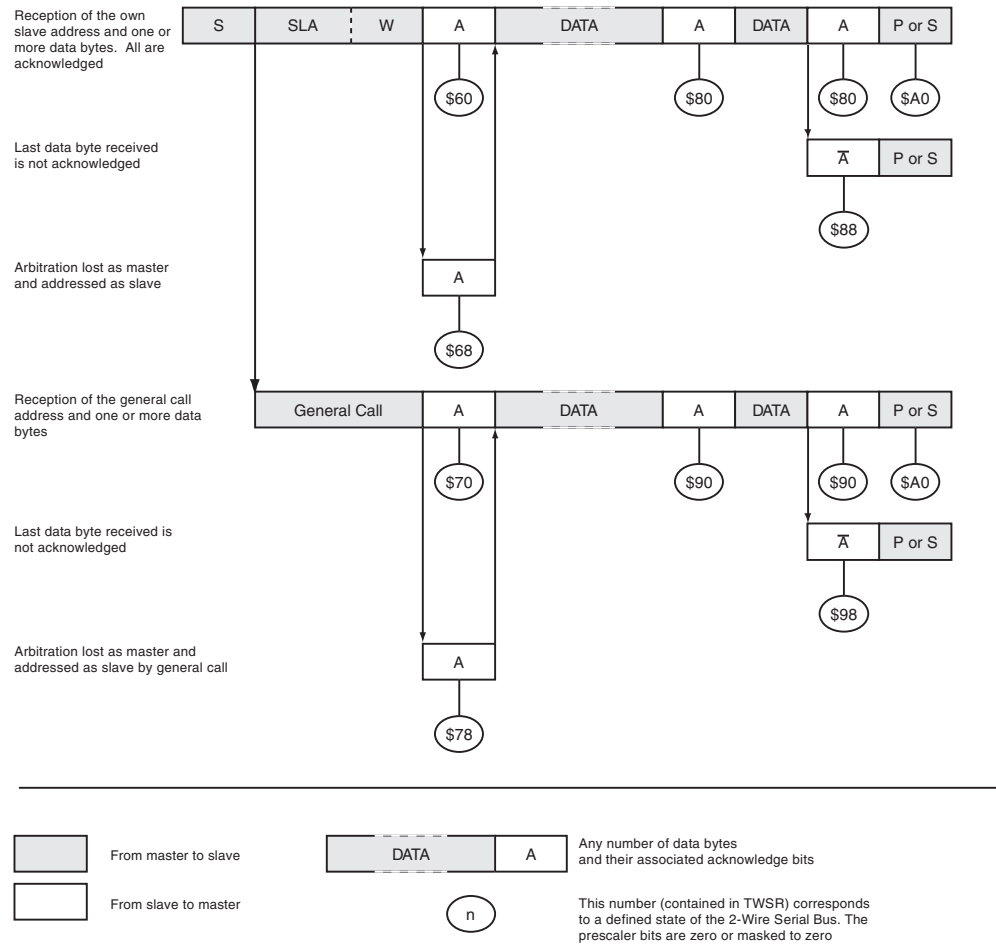 Reception of the own
slave address and one or
more data bytes. All are
acknowledged
S SLA W A DATA A DATA A P or S
$60 $80 $80 $A0
Last data byte received
is not acknowledged
A̅ P or S
$88
Arbitration lost as master
and addressed as slave
A
$68
Reception of the general call
address and one or more data
bytes
General Call A DATA A DATA A P or S
$70 $90 $90 $A0
Last data byte received is
not acknowledged
A̅ P or S
$98
Arbitration lost as master and
addressed as slave by general call
A
$78
From master to slave
DATA A
Any number of data bytes
and their associated acknowledge bits
From slave to master
n
This number (contained in TWSR) corresponds
to a defined state of the 2-Wire Serial Bus. The
prescaler bits are zero or masked to zero